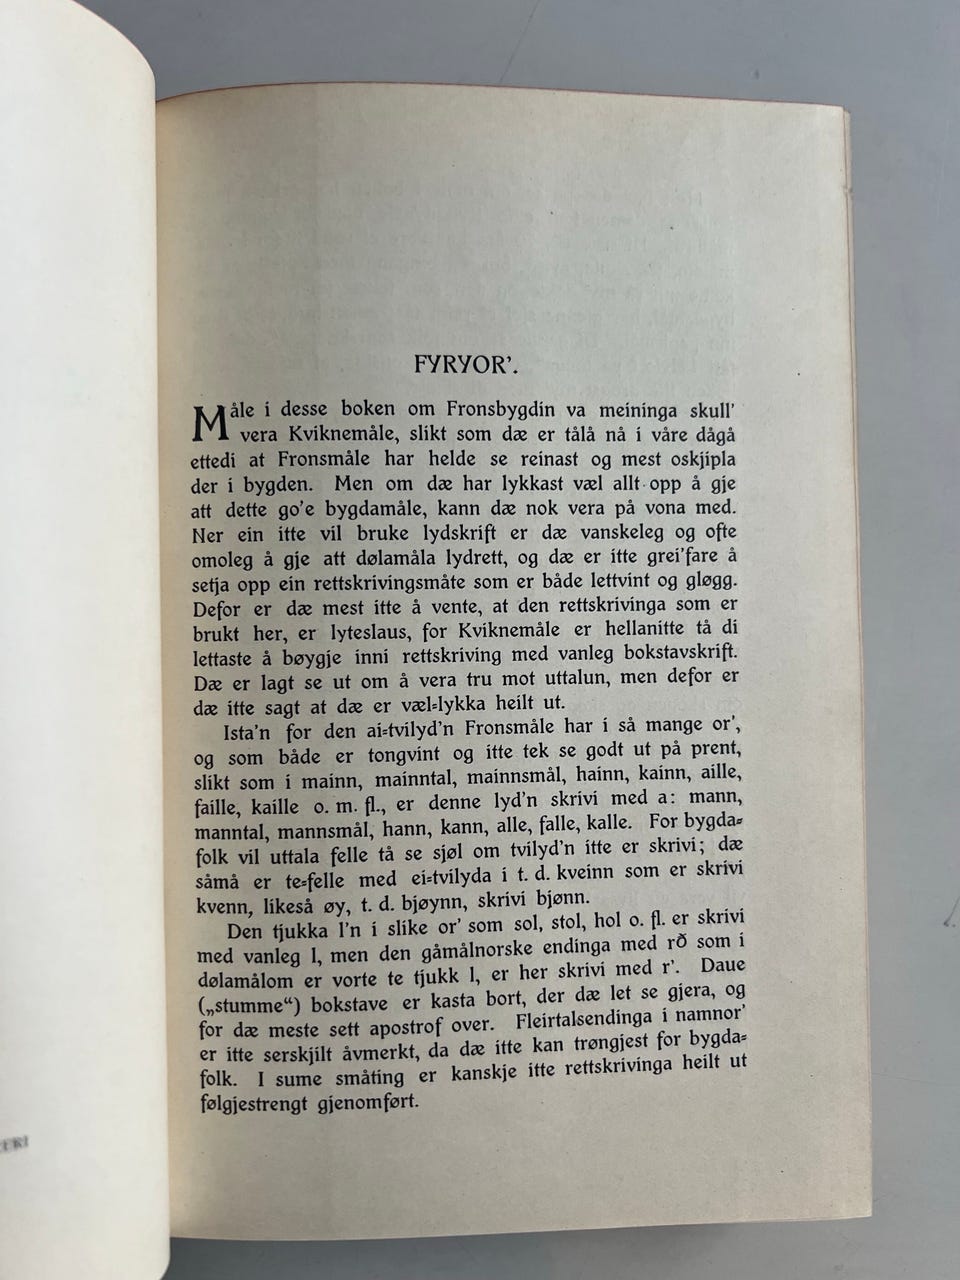 FYRYOR’.
Måle i desse boken om Fronsbygdin va meininga skull’
vera Kviknemåle, slikt som dæ er tålå nå i våre dågå
ettedi at Fronsmåle har helde se reinast og mest oskjipla
der i bygden. Men om dæ har lykkast væl allt opp å gje
att dette go’e bygdamåle, kann dæ nok vera på vona med.
Ner ein itte vil bruke lydskrift er dæ vanskeleg og ofte
omoleg å gje att dølamåla lydrett, og dæ er itte grei’fare å
setja opp ein rettskrivingsmåte som er både lettvint og gløgg.
Defor er dæ mest itte å vente, at den rettskrivinga som er
brukt her, er lyteslaus, for Kviknemåle er hellanitte tå di
lettaste å bøygje inni rettskriving med vanleg bokstavskrift.
Dæ er lagt se ut om å vera tru mot uttalun, men defor er
dæ itte sagt at dæ er væl=lykka heilt ut.
Ista’n for den ai=tvilyd’n Fronsmåle har i så mange or’,
og som både er tongvint og itte tek se godt ut på prent,
slikt som i mainn, mainntal, mainnsmål, hainn, kainn, aille,
faille, kaille o. m. fl., er denne lyd’n skrivi med a: mann,
manntal, mannsmål, hann, kann, alle, falle, kalle. For bygda=
folk vil uttala felle tå se sjøl om tvilyd’n itte er skrivi; dæ
såmå er te=felle med ei=tvilyda i t. d. kveinn som er skrivi
kvenn, likeså øy, t. d. bjøynn, skrivi bjønn.
Den tjukka l’n i slike or’ som sol, stol, hol o. fl. er skrivi
med vanleg l, men den gåmålnorske endinga med rð som i
dølamålom er vorte te tjukk l, er her skrivi med r’. Daue
(„stumme“) bokstave er kasta bort, der dæ let se gjera, og
for dæ meste sett apostrof over. Fleirtalsendinga i namnor’
er itte serskjilt åvmerkt, da dæ itte kan trøngjest for bygda=
folk. I sume småting er kanskje itte rettskrivinga heilt ut
følgjestrengt gjenomført.